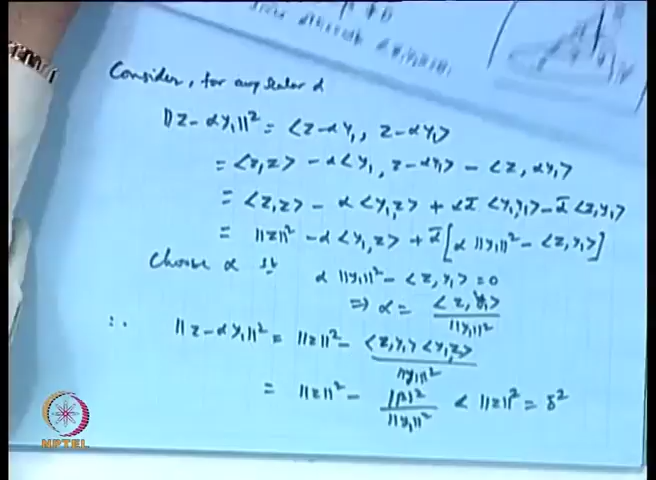 β ≠ 0
Consider, for any scalar α
||z - αy₁||² = <z - αy₁, z - αy₁>
= <z,z> - α<y₁, z - αy₁> - <z, αy₁>
= <z,z> - α<y₁,z> + αᾱ <y₁,y₁> - ᾱ<z,y₁>
= ||z||² - α<y₁,z> + ᾱ[α ||y₁||² - <z,y₁>]
Choose α st α ||y₁||² - <z,y₁> = 0
⇒ α = <z,y₁> / ||y₁||²
∴ ||z - αy₁||² = ||z||² - <z,y₁><y₁,z> / ||y₁||²
= ||z||² - |β|² / ||y₁||² < ||z||² = δ²
NPTEL